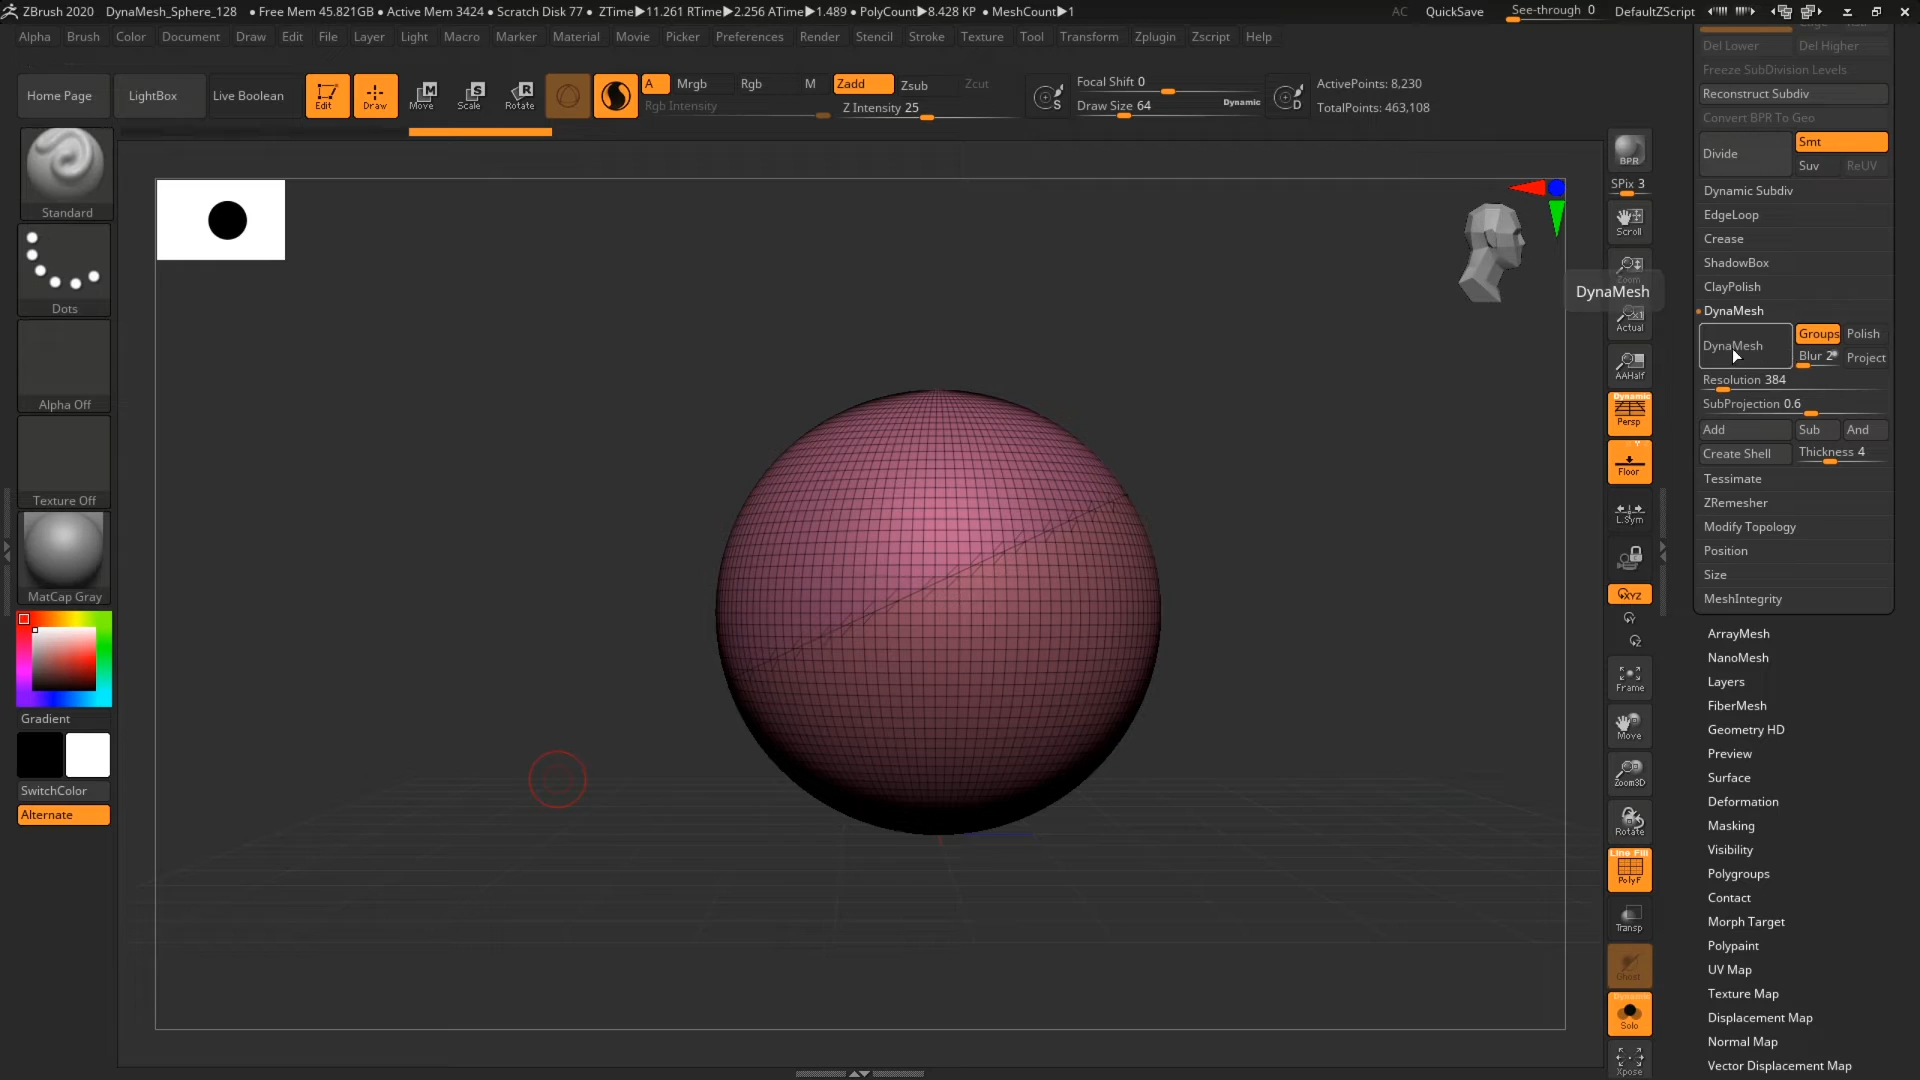 ZBrush 2020 DynaMesh_Sphere_128 ● Free Mem 45.821GB ● Active Mem 3424 ● Scratch Disk 77 ● ZTime▶11.261 RTime▶2.256 ATime▶1.489 ● PolyCount▶8.428 KP ● MeshCount▶1 AC QuickSave See-through 0 DefaultZScript
Alpha Brush Color Document Draw Edit File Layer Light Macro Marker Material Movie Picker Preferences Render Stencil Stroke Texture Tool Transform Zplugin Zscript Help
Home Page LightBox Live Boolean Edit Draw Move Scale Rotate
A Mrgb Rgb M Zadd Zsub Zcut
Rgb Intensity Z Intensity 25
S Focal Shift 0
Draw Size 64 Dynamic D
ActivePoints: 8,230
TotalPoints: 463,108
Standard
Dots
Alpha Off
Texture Off
MatCap Gray
Gradient
SwitchColor
Alternate
BPR
SPix 3
Scroll
Zoom
DynaMesh
Actual
AAHalf
Dynamic
Persp
Floor
L.Sym
XYZ
Y
Z
Frame
Move
Zoom3D
Rotate
Line Fill
PolyF
Transp
Ghost
Dynamic
Solo
Xpose
Del Lower Del Higher
Freeze SubDivision Levels
Reconstruct Subdiv
Convert BPR To Geo
Divide Smt
Suv ReUV
Dynamic Subdiv
EdgeLoop
Crease
ShadowBox
ClayPolish
DynaMesh
DynaMesh Groups Polish
Blur 2 Project
Resolution 384
SubProjection 0.6
Add Sub And
Create Shell Thickness 4
Tessimate
ZRemesher
Modify Topology
Position
Size
MeshIntegrity
ArrayMesh
NanoMesh
Layers
FiberMesh
Geometry HD
Preview
Surface
Deformation
Masking
Visibility
Polygroups
Contact
Morph Target
Polypaint
UV Map
Texture Map
Displacement Map
Normal Map
Vector Displacement Map